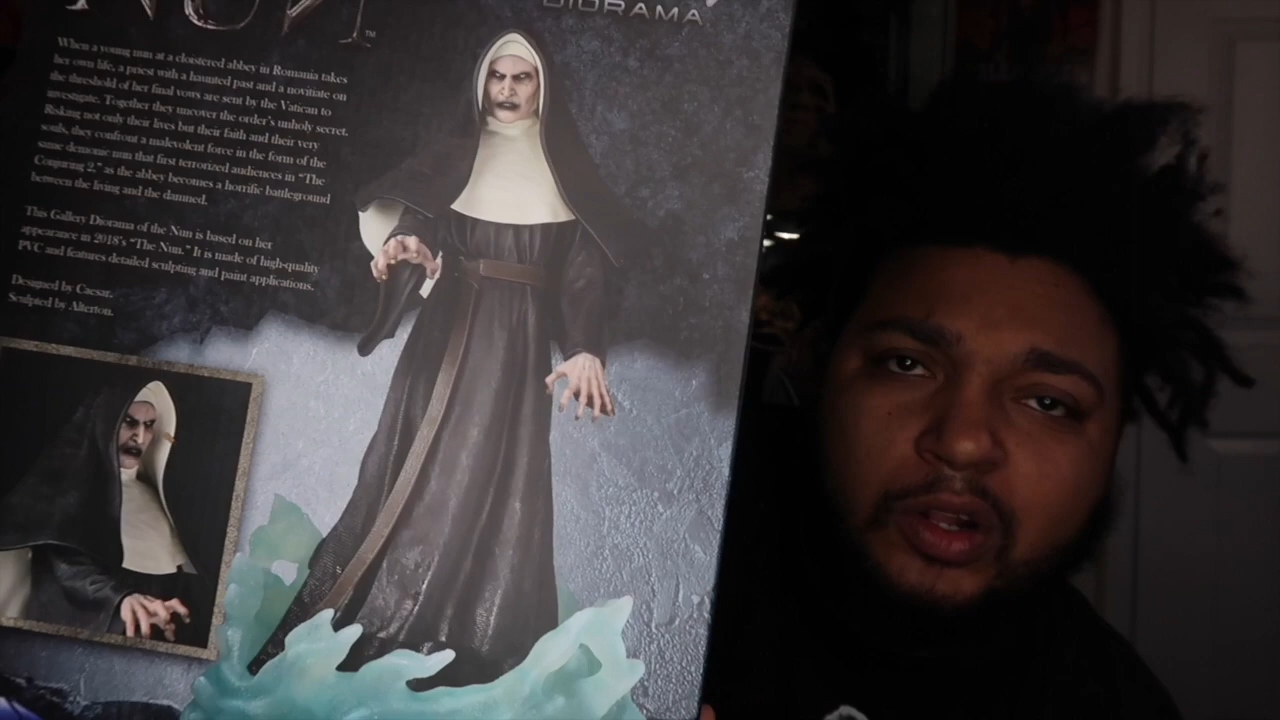 NUN™
DIORAMA
When a young nun at a cloistered abbey in Romania takes
her own life, a priest with a haunted past and a novitiate on
the threshold of her final vows are sent by the Vatican to
investigate. Together they uncover the order's unholy secret.
Risking not only their lives but their faith and their very
souls, they confront a malevolent force in the form of the
same demonic nun that first terrorized audiences in "The
Conjuring 2," as the abbey becomes a horrific battleground
between the living and the damned.
This Gallery Diorama of the Nun is based on her
appearance in 2018's "The Nun." It is made of high-quality
PVC and features detailed sculpting and paint applications.
Designed by Caesar.
Sculpted by Alterton.